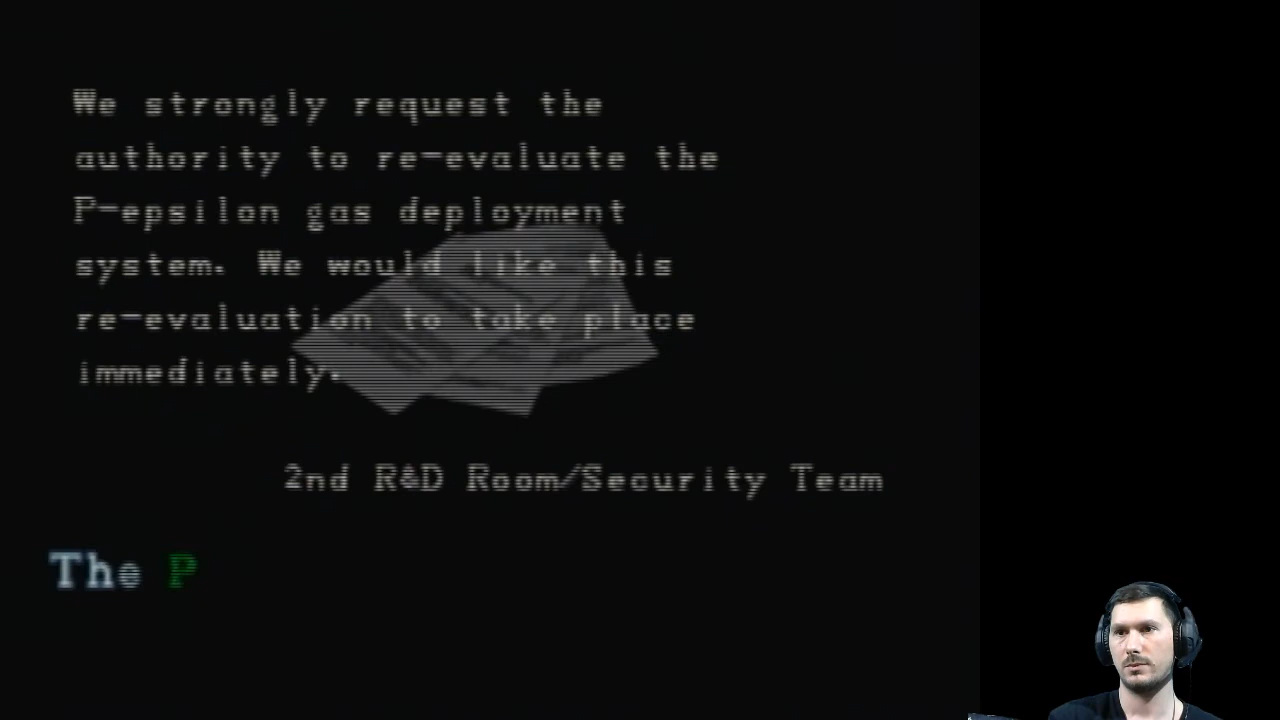 We strongly request the
authority to re-evaluate the
P-epsilon gas deployment
system. We would like this
re-evaluation to take place
immediately.
2nd R&D Room/Security Team
The P